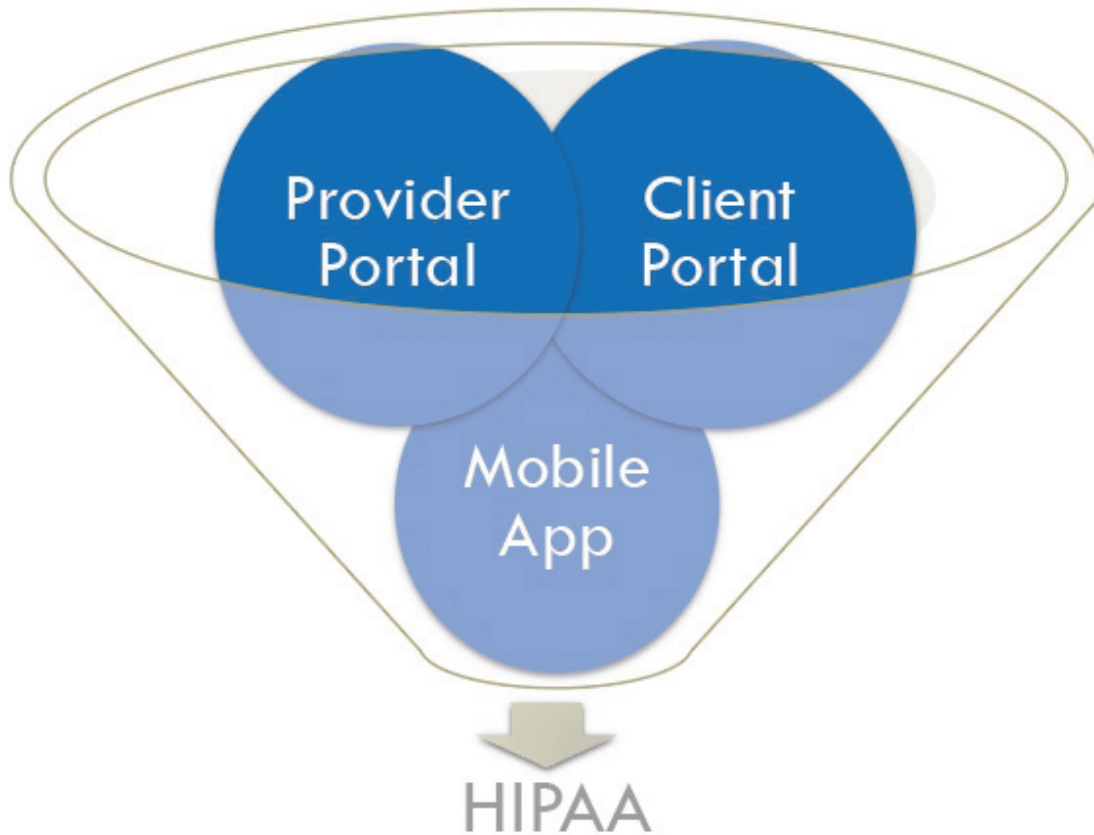 Provider
Portal
Client
Portal
Mobile
App
HIPAA